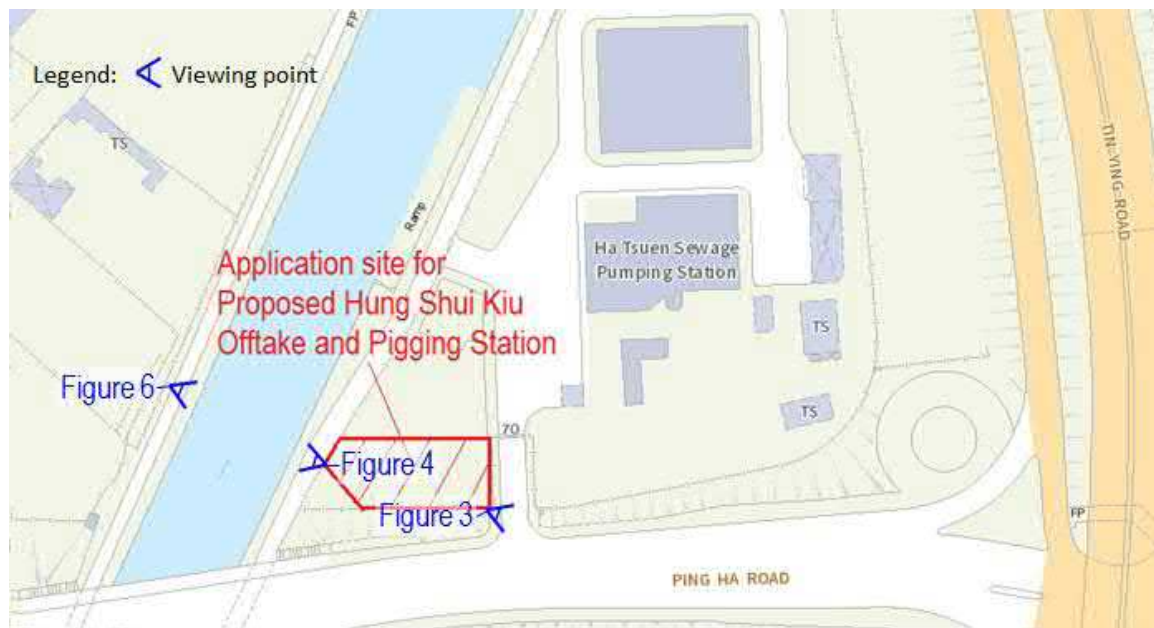 FP
Legend: Viewing point
TS
TIN YING ROAD
Ramp
Ha Tsuen Sewage
Pumping Station
Application site for
Proposed Hung Shui Kiu
Offtake and Pigging Station
TS
Figure 6
TS
70
Figure 4
Figure 3
FP
PING HA ROAD